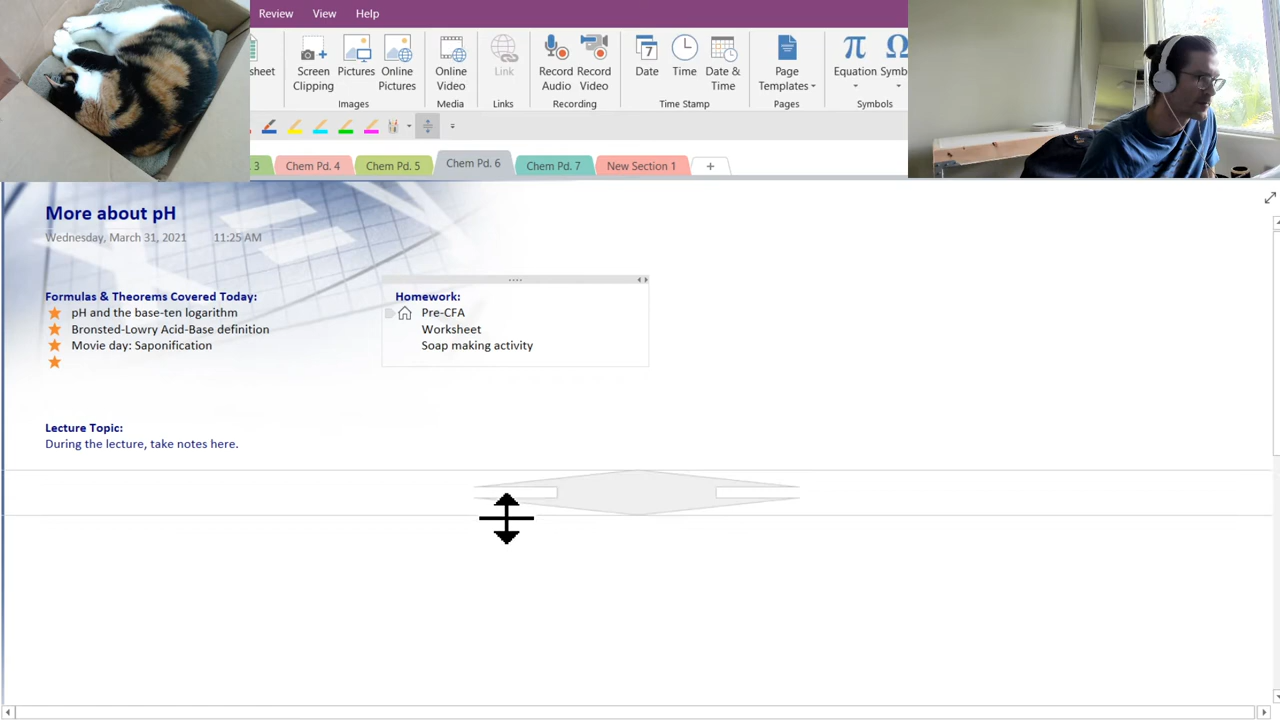 Review View Help
sheet Screen Clipping Pictures Online Pictures Online Video Link Record Audio Record Video Date Time Date & Time Page Templates Equation Symb
Images Media Links Recording Time Stamp Pages Symbols
3 Chem Pd. 4 Chem Pd. 5 Chem Pd. 6 Chem Pd. 7 New Section 1 +
More about pH
Wednesday, March 31, 2021 11:25 AM
Formulas & Theorems Covered Today:
pH and the base-ten logarithm
Bronsted-Lowry Acid-Base definition
Movie day: Saponification
Homework:
Pre-CFA
Worksheet
Soap making activity
Lecture Topic:
During the lecture, take notes here.